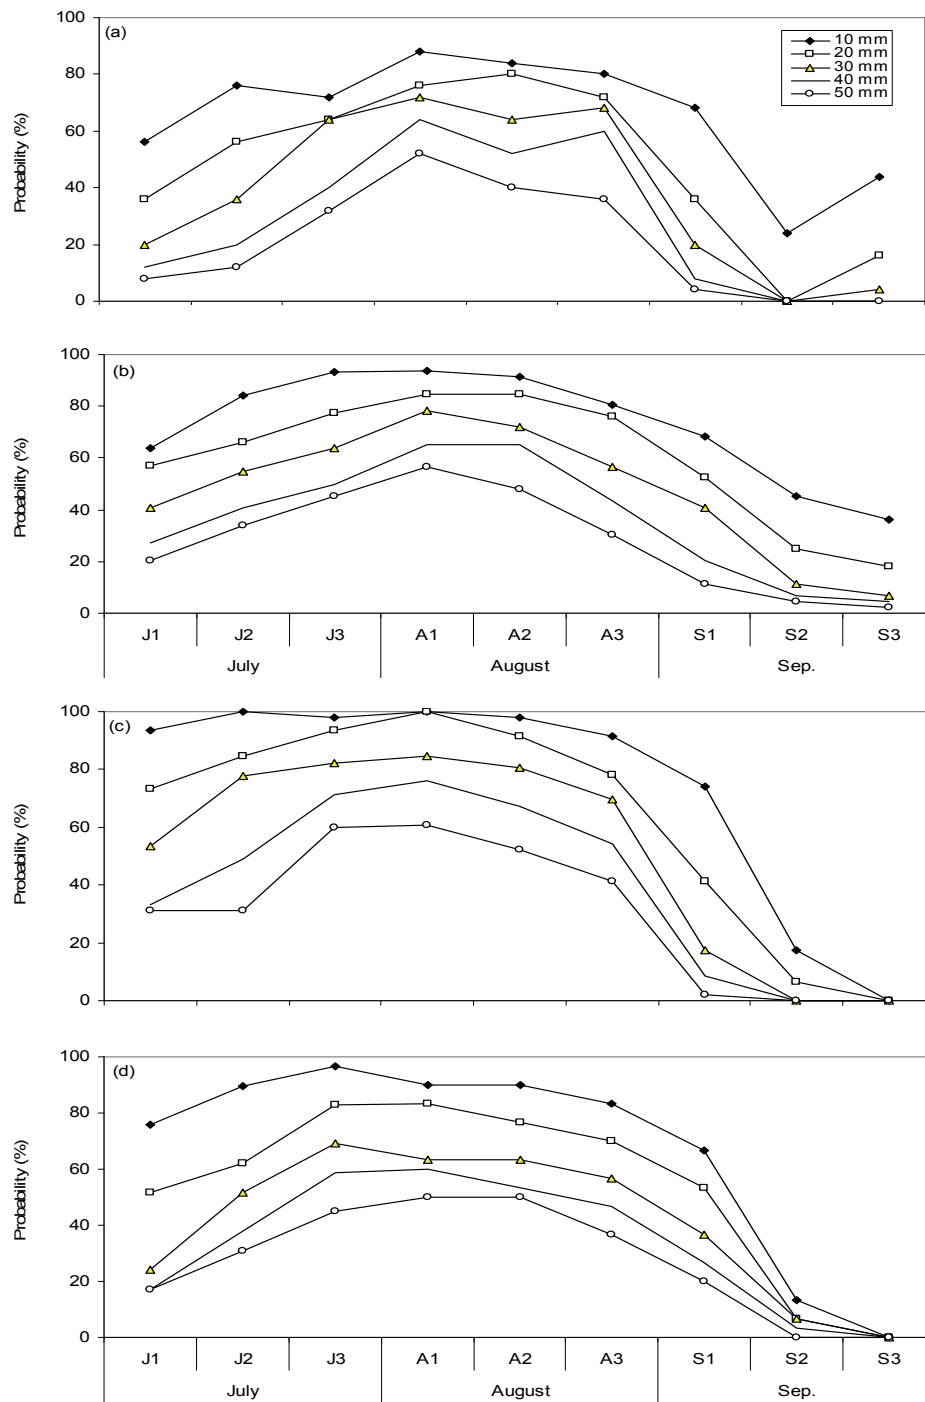 (a)
100
80
60
40
20
0
Probability (%)
10 mm
20 mm
30 mm
40 mm
50 mm
(b)
100
80
60
40
20
0
Probability (%)
J1 J2 J3 A1 A2 A3 S1 S2 S3
July August Sep.
(c)
100
80
60
40
20
0
Probability (%)
(d)
100
80
60
40
20
0
Probability (%)
J1 J2 J3 A1 A2 A3 S1 S2 S3
July August Sep.